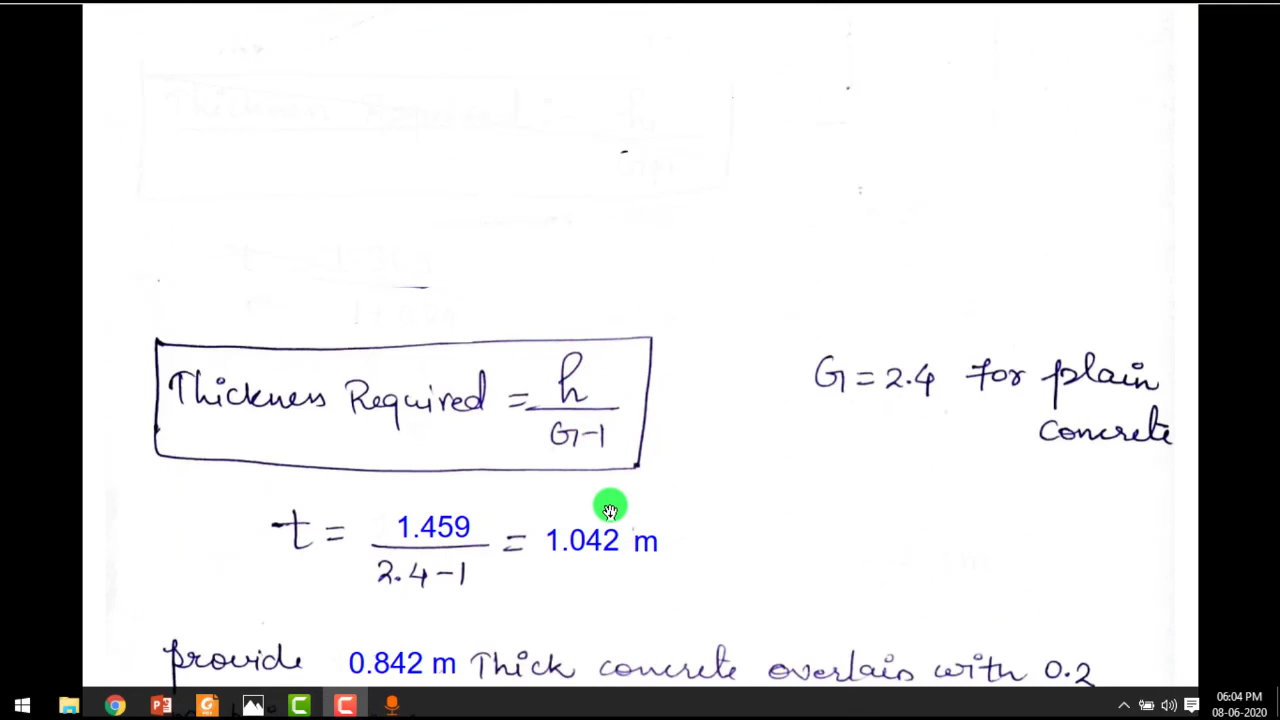 Thickness Required = h / G-1
G = 2.4 for plain
concrete
t = 1.459 / 2.4-1 = 1.042 m
provide 0.842 m Thick concrete overlain with 0.2
06:04 PM
08-06-2020